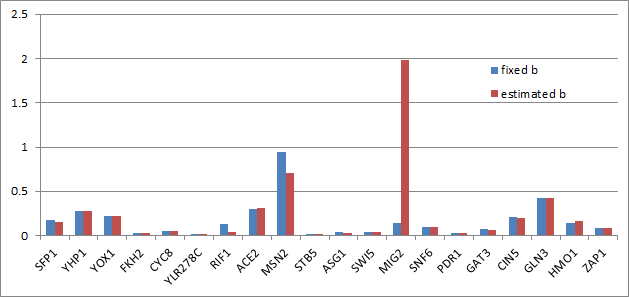 2.5
2
1.5
1
0.5
0
fixed b
estimated b
SFP1
YHP1
YOX1
FKH2
CYC8
YLR278C
RIF1
ACE2
MSN2
STB5
ASG1
SWI5
MIG2
SNF6
PDR1
GAT3
CIN5
GLN3
HMO1
ZAP1